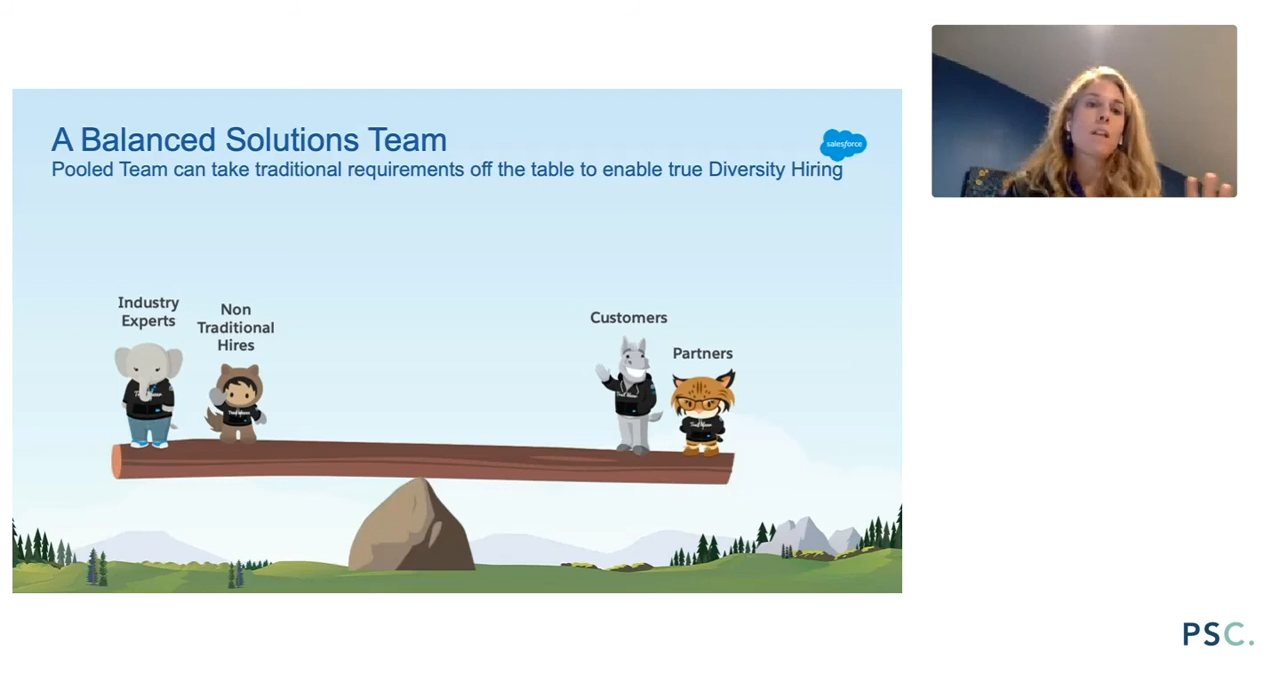 A Balanced Solutions Team
salesforce
Pooled Team can take traditional requirements off the table to enable true Diversity Hiring
Industry
Experts
Non
Traditional
Hires
Customers
Partners
PSC.